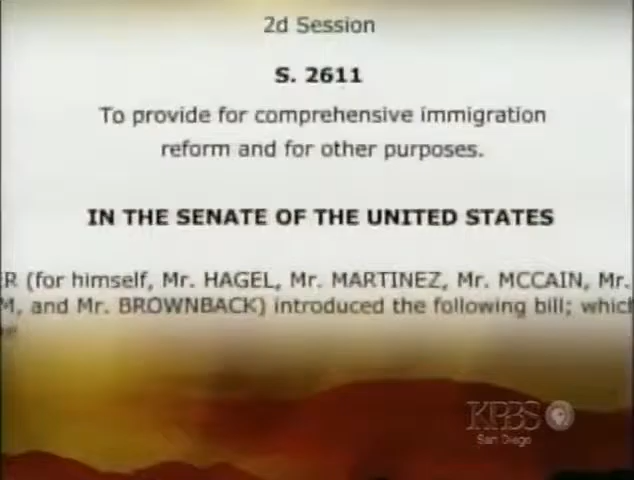 2d Session
S. 2611
To provide for comprehensive immigration
reform and for other purposes.
IN THE SENATE OF THE UNITED STATES
R (for himself, Mr. HAGEL, Mr. MARTINEZ, Mr. MCCAIN, Mr.
M, and Mr. BROWNBACK) introduced the following bill; which
KPBS
San Diego